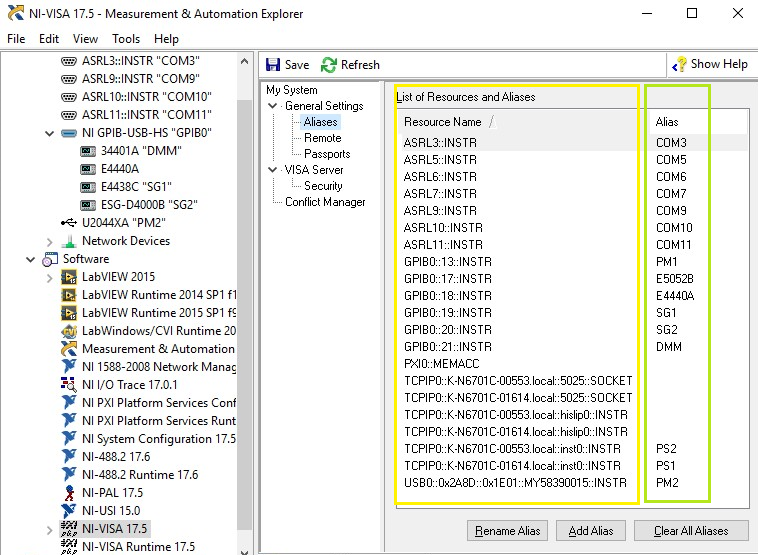 NI-VISA 17.5 - Measurement & Automation Explorer
File Edit View Tools Help
ASRL3::INSTR "COM3"
ASRL9::INSTR "COM9"
ASRL10::INSTR "COM10"
ASRL11::INSTR "COM11"
NI GPIB-USB-HS "GPIB0"
34401A "DMM"
E4440A
E4438C "SG1"
ESG-D4000B "SG2"
U2044XA "PM2"
Network Devices
Software
LabVIEW 2015
LabVIEW Runtime 2014 SP1 f1
LabVIEW Runtime 2015 SP1 f9
LabWindows/CVI Runtime 20
Measurement & Automation
NI 1588-2008 Network Manag
NI I/O Trace 17.0.1
NI PXI Platform Services Conf
NI PXI Platform Services Runt
NI System Configuration 17.5
NI-488.2 17.6
NI-488.2 Runtime 17.6
NI-PAL 17.5
NI-USI 15.0
NI-VISA 17.5
NI-VISA Runtime 17.5
Save Refresh Show Help
My System
General Settings
Aliases
Remote
Passports
VISA Server
Security
Conflict Manager
List of Resources and Aliases
Resource Name / Alias
ASRL3::INSTR COM3
ASRL5::INSTR COM5
ASRL6::INSTR COM6
ASRL7::INSTR COM7
ASRL9::INSTR COM9
ASRL10::INSTR COM10
ASRL11::INSTR COM11
GPIB0::13::INSTR PM1
GPIB0::17::INSTR E5052B
GPIB0::18::INSTR E4440A
GPIB0::19::INSTR SG1
GPIB0::20::INSTR SG2
GPIB0::21::INSTR DMM
PXI0::MEMACC
TCPIP0::K-N6701C-00553.local::5025::SOCKET
TCPIP0::K-N6701C-01614.local::5025::SOCKET
TCPIP0::K-N6701C-00553.local::hislip0::INSTR
TCPIP0::K-N6701C-01614.local::hislip0::INSTR
TCPIP0::K-N6701C-00553.local::inst0::INSTR PS2
TCPIP0::K-N6701C-01614.local::inst0::INSTR PS1
USB0::0x2A8D::0x1E01::MY58390015::INSTR PM2
Rename Alias Add Alias Clear All Aliases